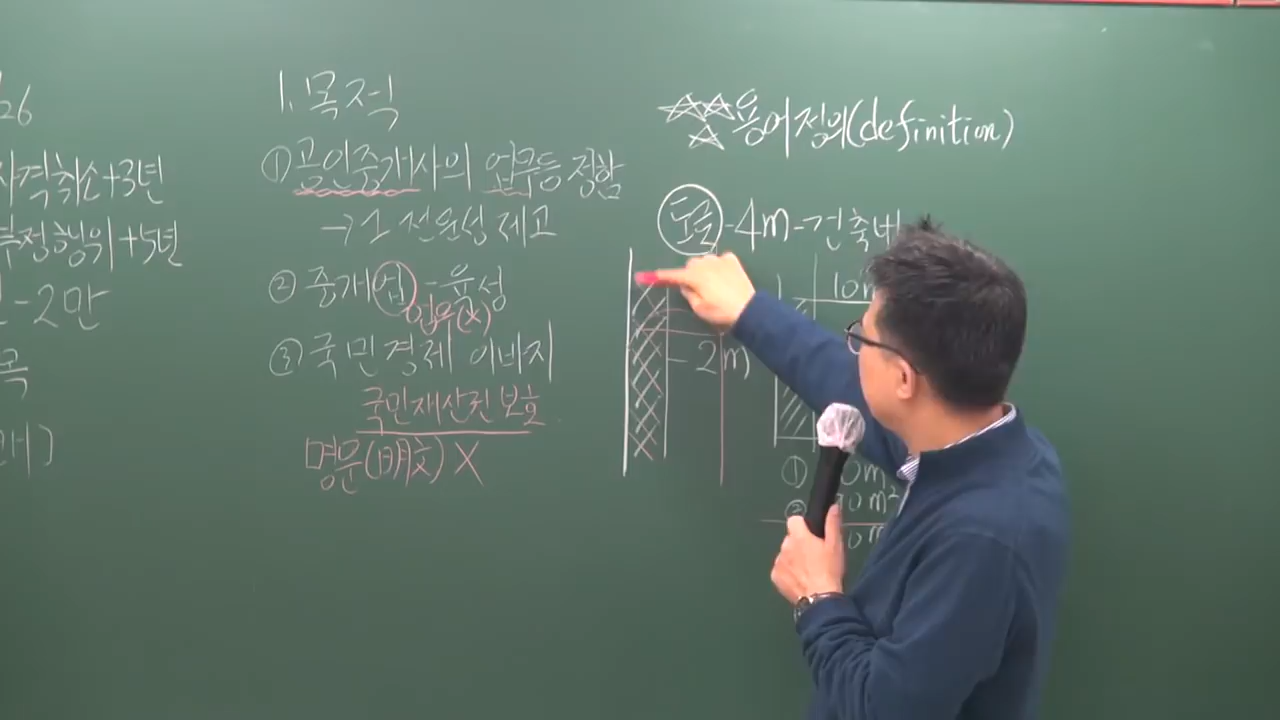 26
자격취소+3년
부정행위+5년
-2만
1. 목적
① 공인중개사의 업무등 정함
→ 전문성 제고
② 중개업-육성
업무(X)
③ 국민경제 이바지
국민재산권 보호
명문(明文) X
☆☆☆용어정의(definition)
도로-4m-건축법
10m
-2m
①
②